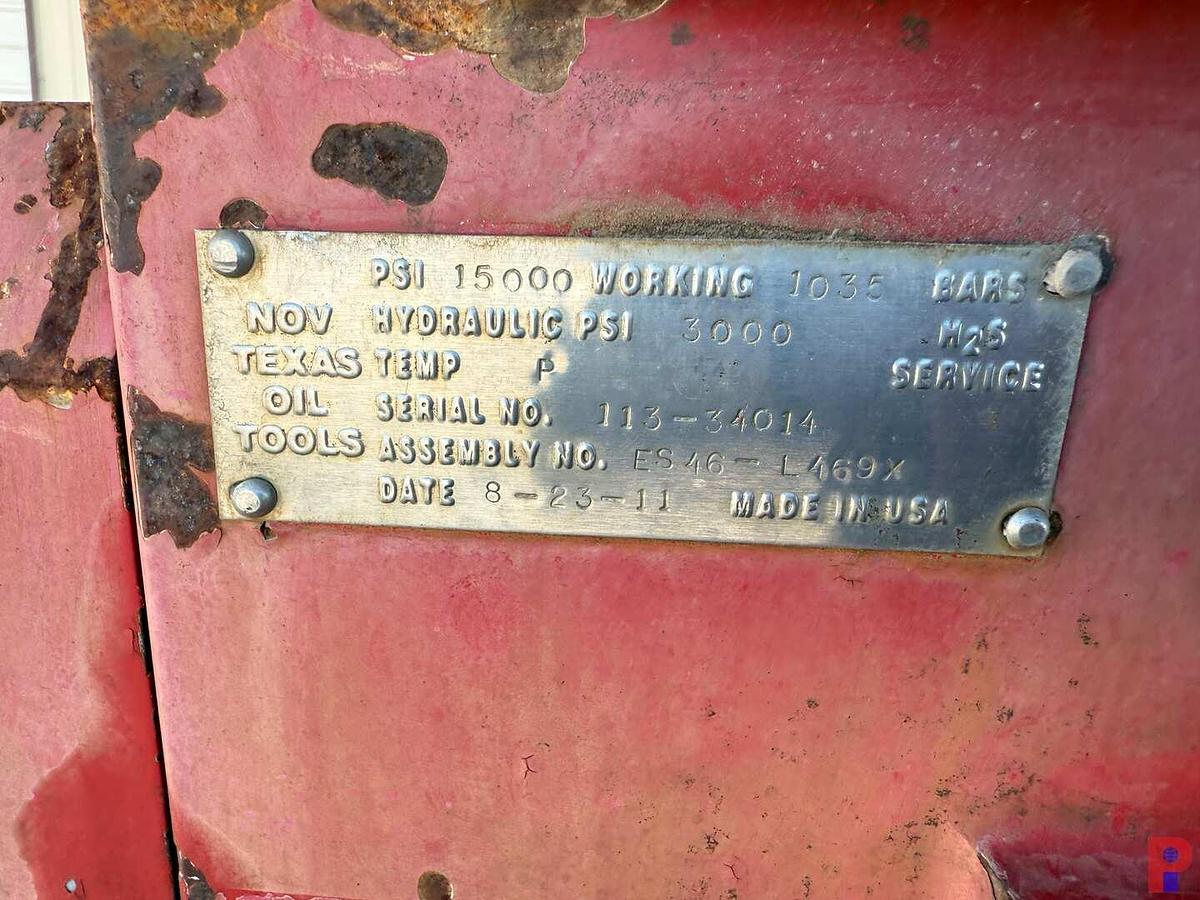 PSI 15000 WORKING 1035 BARS
NOV HYDRAULIC PSI 3000 H2S
TEXAS TEMP P SERVICE
OIL SERIAL NO. 113-34014
TOOLS ASSEMBLY NO. ES46-L469X
DATE 8-23-11 MADE IN USA